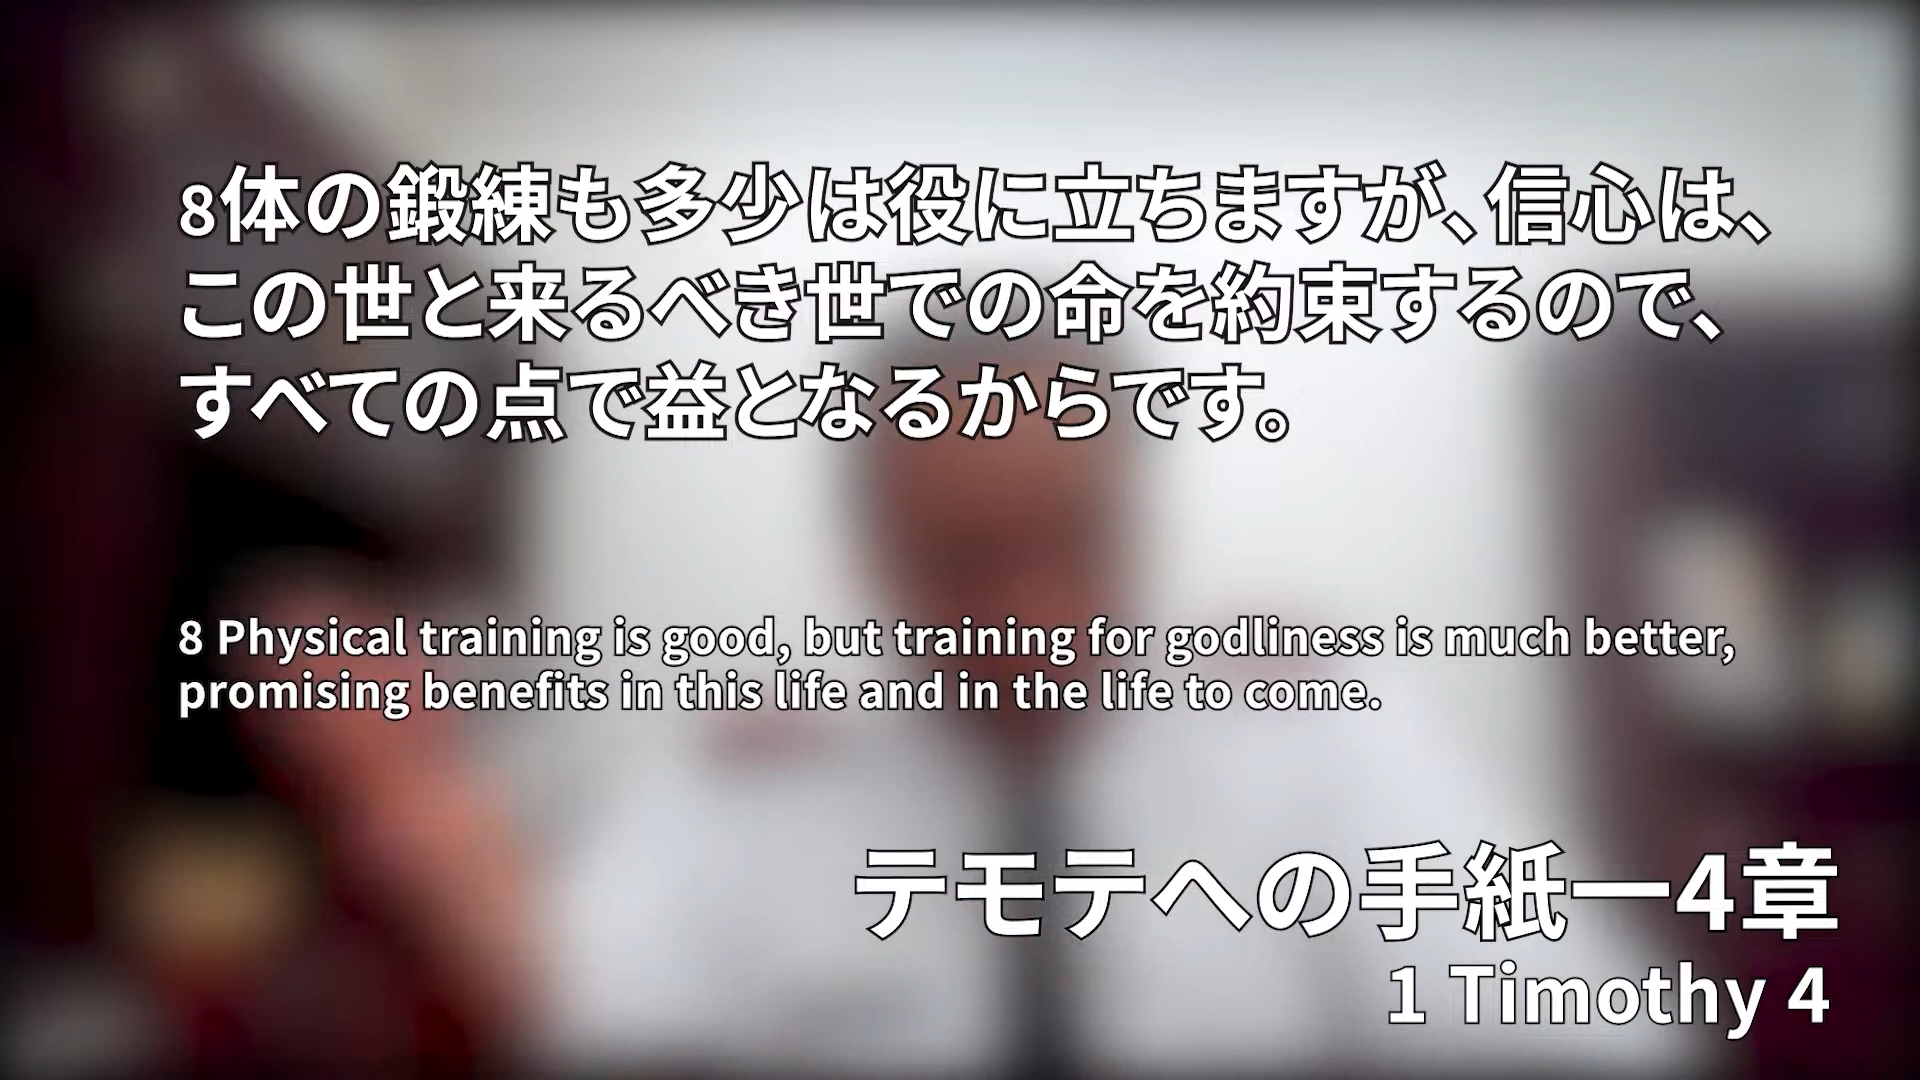 8体の鍛練も多少は役に立ちますが、信心は、
この世と来るべき世での命を約束するので、
すべての点で益となるからです。
8 Physical training is good, but training for godliness is much better,
promising benefits in this life and in the life to come.
テモテへの手紙一4章
1 Timothy 4